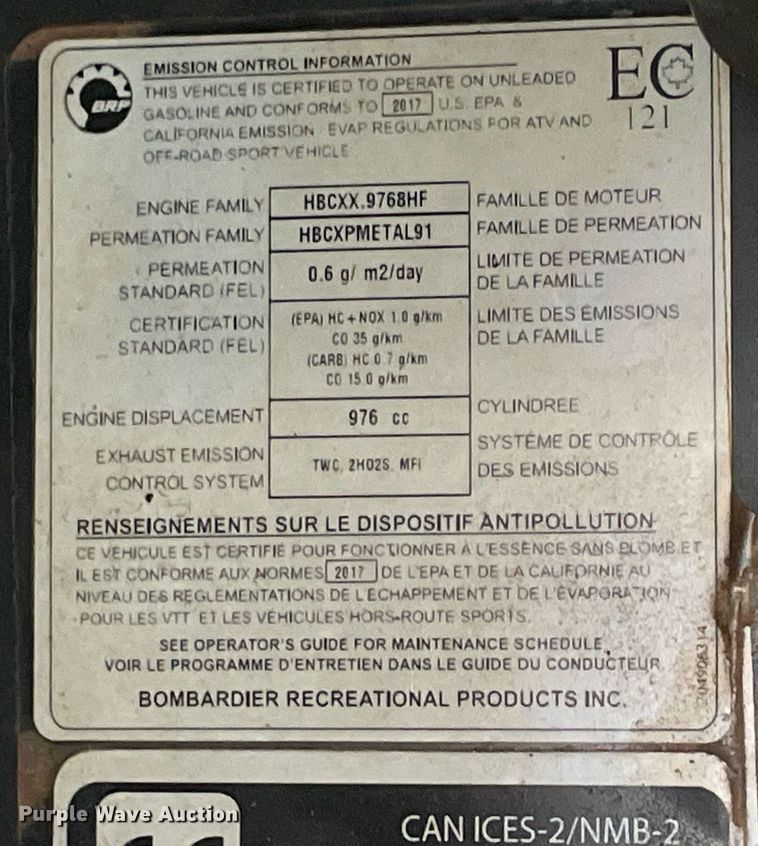 BRP
EMISSION CONTROL INFORMATION
THIS VEHICLE IS CERTIFIED TO OPERATE ON UNLEADED
GASOLINE AND CONFORMS TO 2017 U.S. EPA &
CALIFORNIA EMISSION EVAP REGULATIONS FOR ATV AND
OFF-ROAD SPORT VEHICLE
EC
121
ENGINE FAMILY HBCXX.9768HF FAMILLE DE MOTEUR
PERMEATION FAMILY HBCXPMETAL91 FAMILLE DE PERMEATION
PERMEATION STANDARD (FEL) 0.6 g/ m2/day LIMITE DE PERMEATION DE LA FAMILLE
CERTIFICATION STANDARD (FEL) (EPA) HC + NOX 1.0 g/km
CO 35 g/km
(CARB) HC 0.7 g/km
CO 15.0 g/km
LIMITE DES ÉMISSIONS
DE LA FAMILLE
ENGINE DISPLACEMENT 976 cc CYLINDREE
EXHAUST EMISSION
CONTROL SYSTEM
TWC, 2HO2S, MFI
SYSTÈME DE CONTRÔLE
DES EMISSIONS
RENSEIGNEMENTS SUR LE DISPOSITIF ANTIPOLLUTION
CE VEHICULE EST CERTIFIÉ POUR FONCTIONNER À L'ESSENCE SANS PLOMB ET
IL EST CONFORME AUX NORMES 2017 DE L'EPA ET DE LA CALIFORNIE AU
NIVEAU DES REGLEMENTATIONS DE L'ECHAPPEMENT ET DE L'ÉVAPORATION
POUR LES VTT ET LES VÉHICULES HORS-ROUTE SPORTS.
SEE OPERATOR'S GUIDE FOR MAINTENANCE SCHEDULE
VOIR LE PROGRAMME D'ENTRETIEN DANS LE GUIDE DU CONDUCTEUR
BOMBARDIER RECREATIONAL PRODUCTS INC.
204906314
Purple Wave Auction
CAN ICES-2/NMB-2